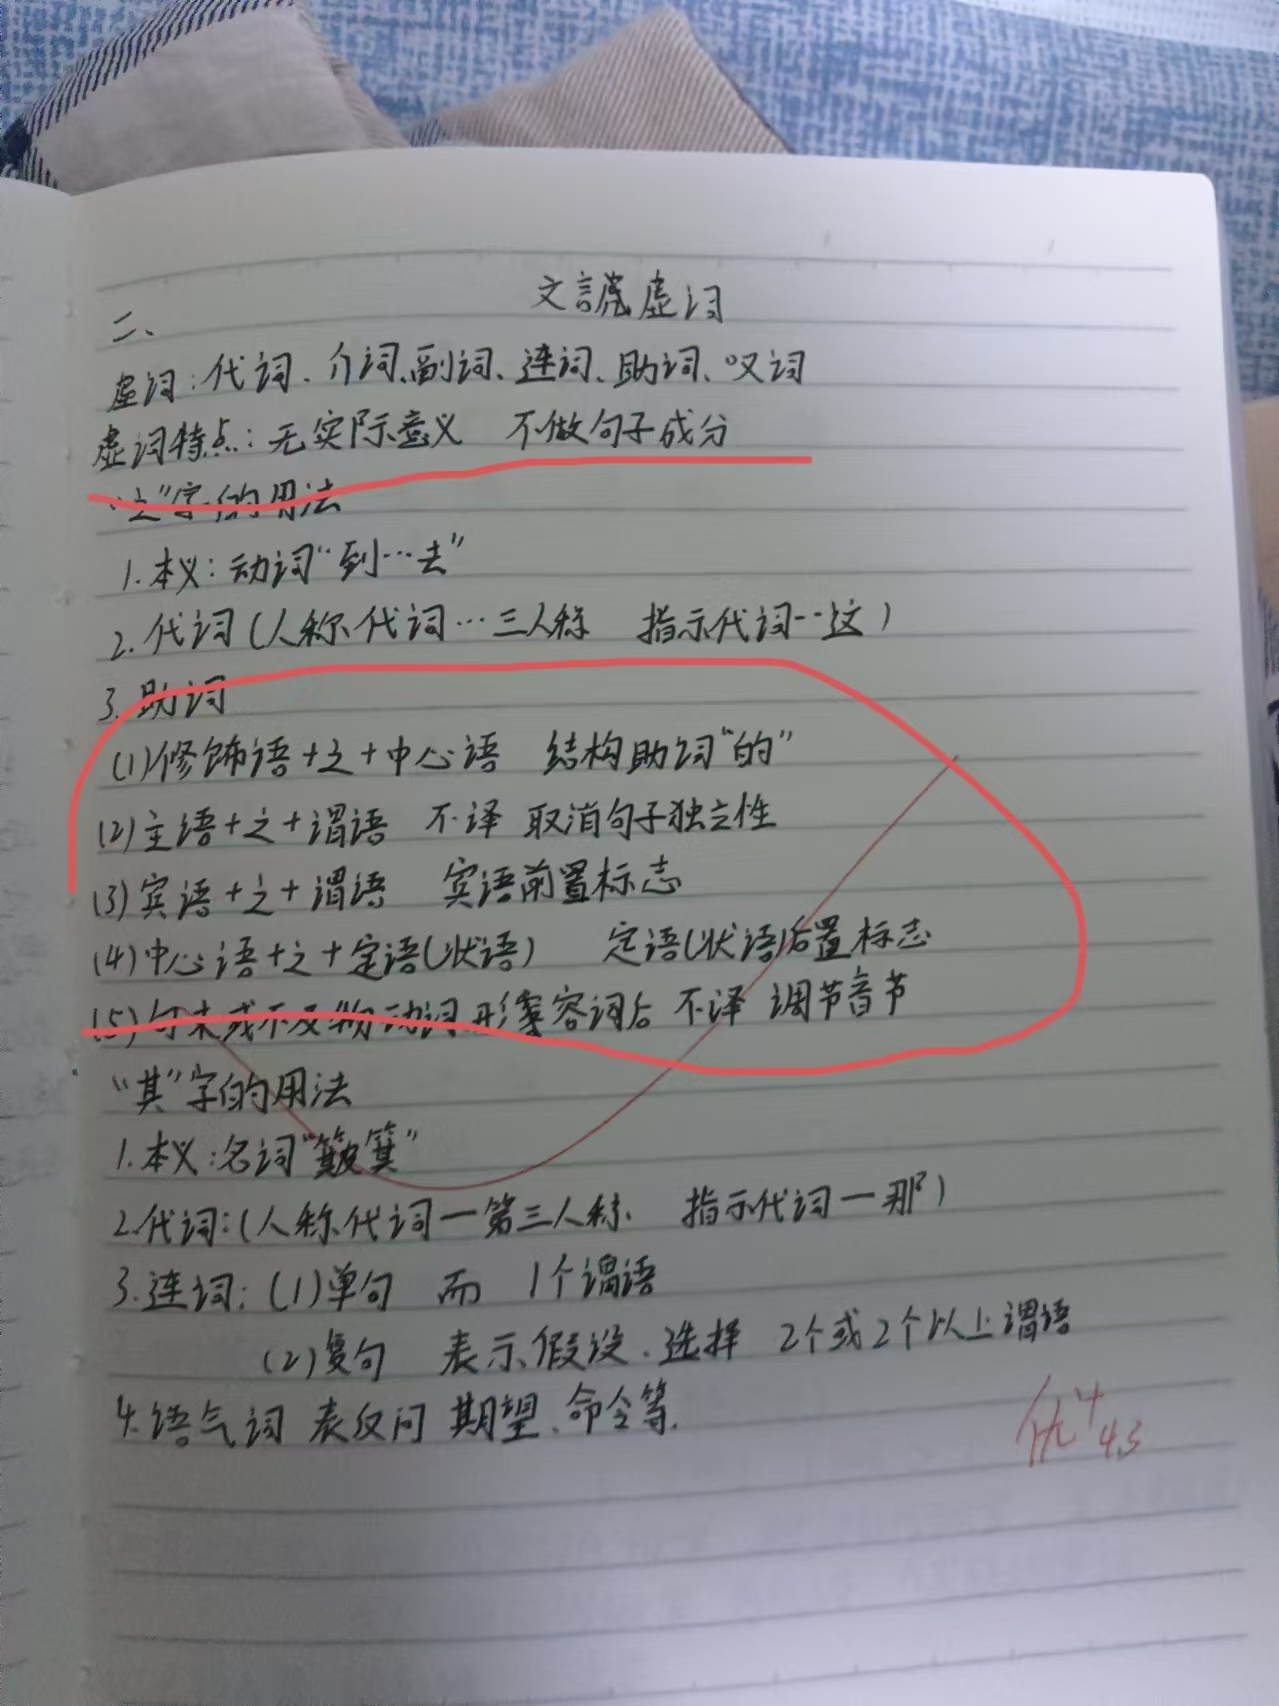 文言虚词
二、
虚词:代词、介词、副词、连词、助词、叹词
虚词特点:无实际意义 不做句子成分
“之”字的用法
1.本义:动词“到…去”
2.代词(人称代词…三人称 指示代词--这)
3.助词
(1)修饰语+之+中心语 结构助词“的”
(2)主语+之+谓语 不译 取消句子独立性
(3)宾语+之+谓语 宾语前置标志
(4)中心语+之+定语(状语) 定语(状语)后置标志
(5)句末或不及物动词 形容词后 不译 调节音节
“其”字的用法
1.本义:名词“簸箕”
2.代词:(人称代词—第三人称. 指示代词—那)
3.连词:(1)单句 而 1个谓语
(2)复句 表示假设、选择 2个或2个以上谓语
4.语气词 表反问 期望、命令等.
优+ 4.3